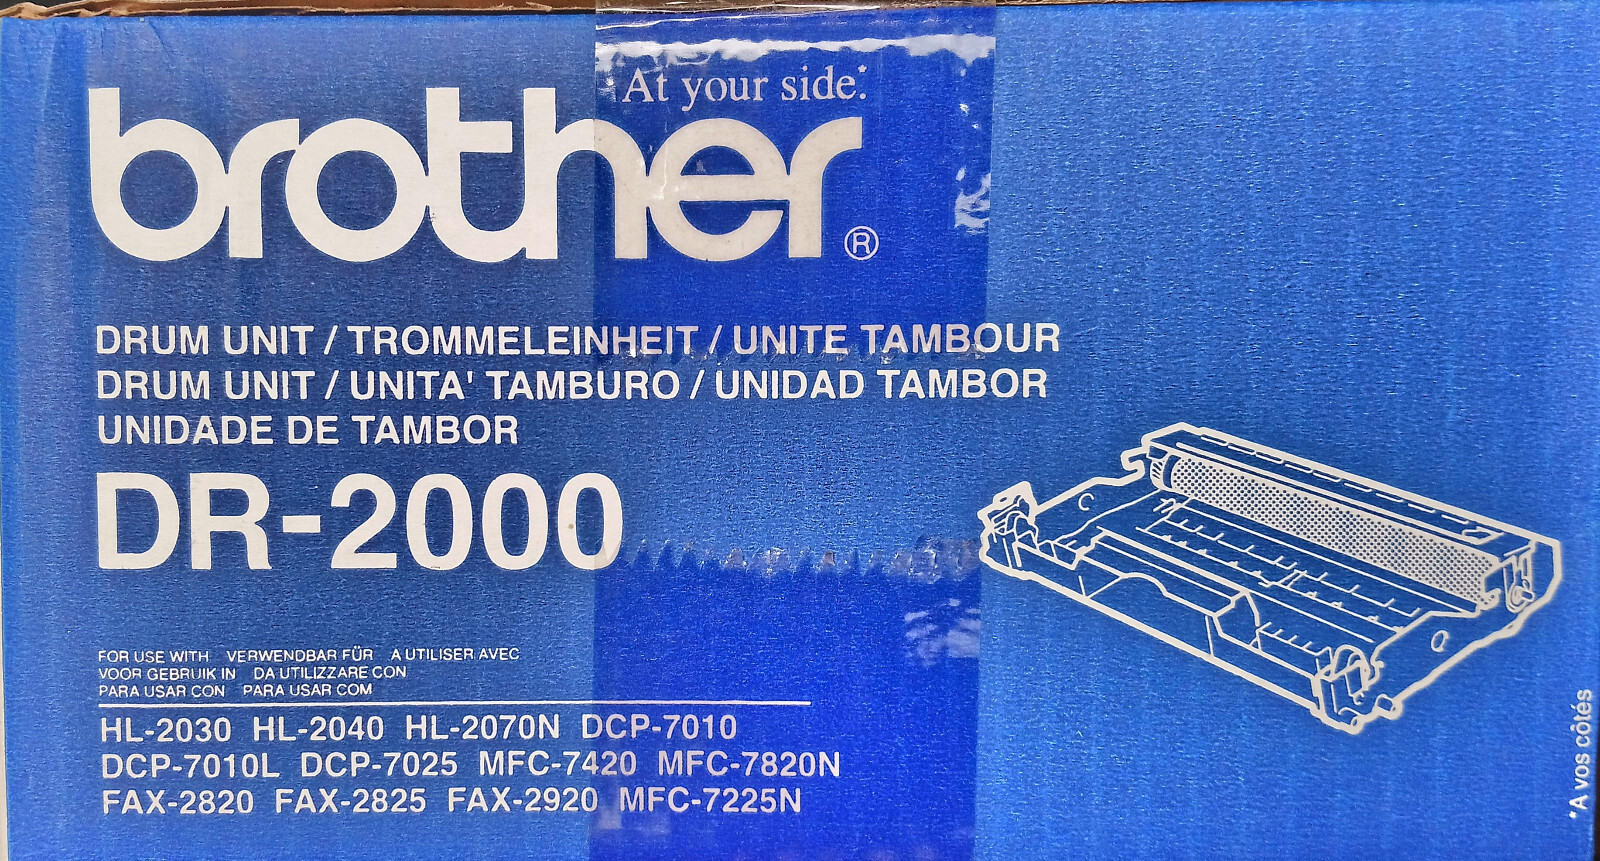 At your side.*
brother®
DRUM UNIT / TROMMELEINHEIT / UNITE TAMBOUR
DRUM UNIT / UNITA' TAMBURO / UNIDAD TAMBOR
UNIDADE DE TAMBOR
DR-2000
FOR USE WITH VERWENDBAR FÜR A UTILISER AVEC
VOOR GEBRUIK IN DA UTILIZZARE CON
PARA USAR CON PARA USAR COM
HL-2030 HL-2040 HL-2070N DCP-7010
DCP-7010L DCP-7025 MFC-7420 MFC-7820N
FAX-2820 FAX-2825 FAX-2920 MFC-7225N
*A vos côtés